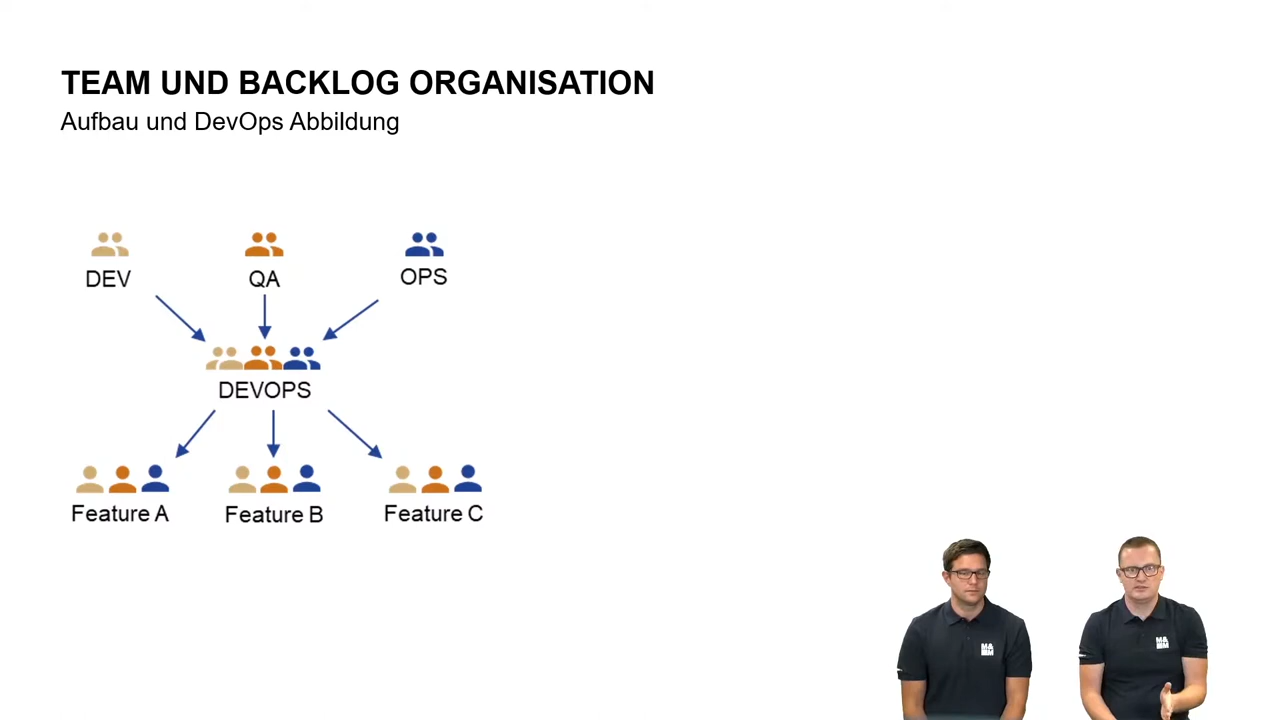 TEAM UND BACKLOG ORGANISATION
Aufbau und DevOps Abbildung
DEV
QA
OPS
DEVOPS
Feature A
Feature B
Feature C